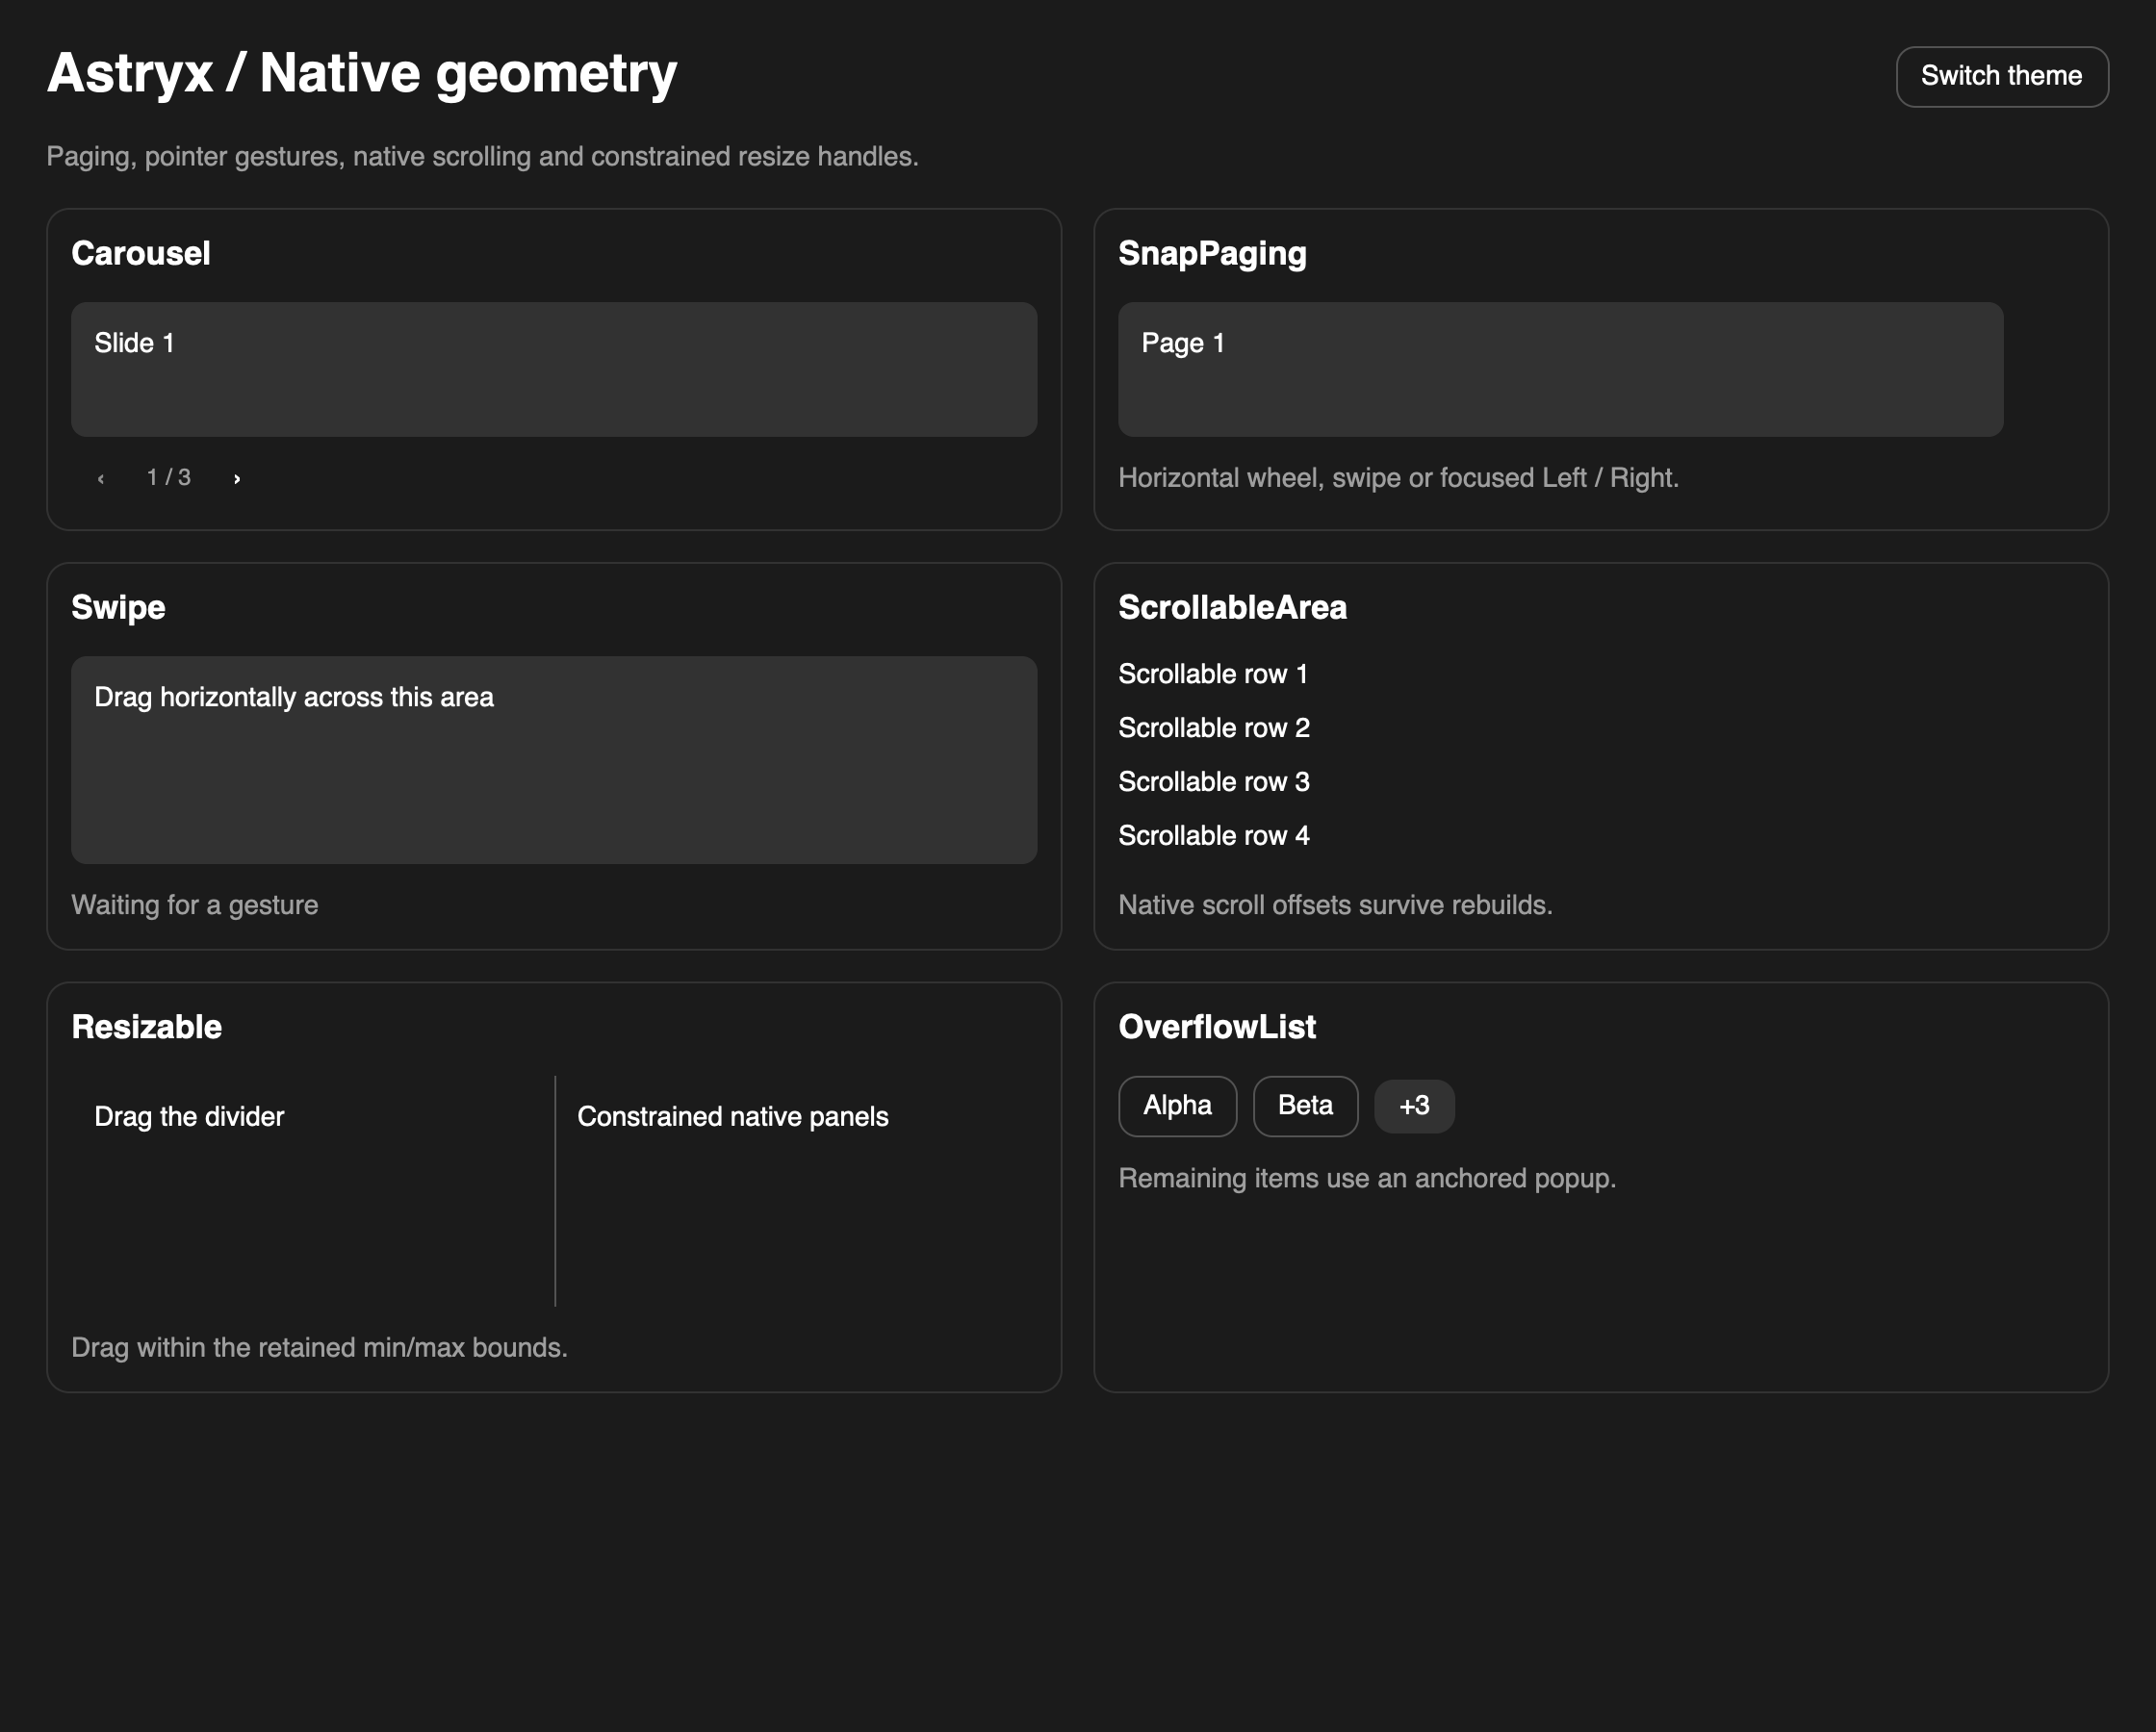 Astryx / Native geometry
Switch theme
Paging, pointer gestures, native scrolling and constrained resize handles.
Carousel
Slide 1
‹ 1 / 3 ›
SnapPaging
Page 1
Horizontal wheel, swipe or focused Left / Right.
Swipe
Drag horizontally across this area
Waiting for a gesture
ScrollableArea
Scrollable row 1
Scrollable row 2
Scrollable row 3
Scrollable row 4
Native scroll offsets survive rebuilds.
Resizable
Drag the divider
Constrained native panels
Drag within the retained min/max bounds.
OverflowList
Alpha
Beta
+3
Remaining items use an anchored popup.